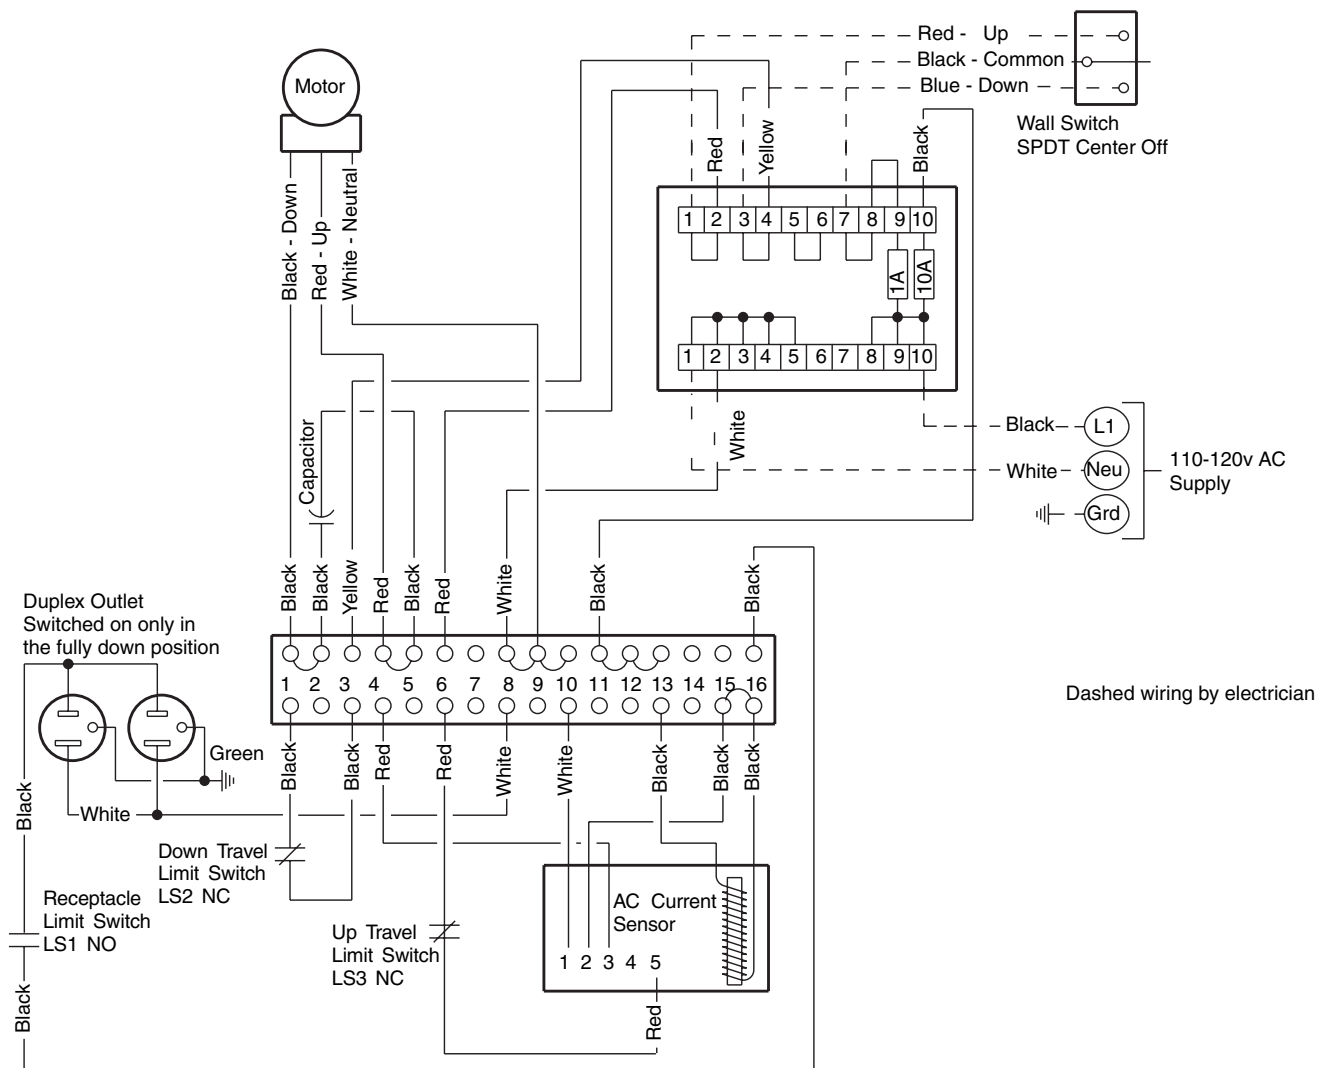 Red - Up
Black - Common
Blue - Down
Wall Switch
SPDT Center Off
Motor
Black - Down
Red - Up
White - Neutral
Red
Yellow
Black
1 2 3 4 5 6 7 8 9 10
1A
10A
1 2 3 4 5 6 7 8 9 10
White
Black
L1
White
Neu
Grd
110-120v AC
Supply
Capacitor
Black
Black
Yellow
Red
Black
Red
White
Black
Black
Duplex Outlet
Switched on only in
the fully down position
1 2 3 4 5 6 7 8 9 10 11 12 13 14 15 16
Dashed wiring by electrician
Green
Black
Black
Red
Red
White
White
Black
Black
Black
Black
White
Down Travel
Limit Switch
LS2 NC
Receptacle
Limit Switch
LS1 NO
Up Travel
Limit Switch
LS3 NC
AC Current
Sensor
1 2 3 4 5
Black
Red